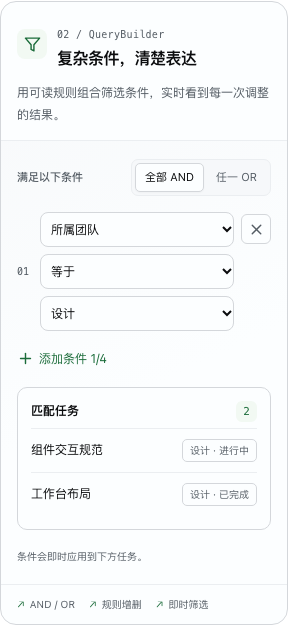 02 / QueryBuilder
复杂条件，清楚表达
用可读规则组合筛选条件，实时看到每一次调整
的结果。
满足以下条件
全部 AND
任一 OR
所属团队
01
等于
设计
添加条件 1/4
匹配任务
2
组件交互规范
设计 · 进行中
工作台布局
设计 · 已完成
条件会即时应用到下方任务。
AND / OR
规则增删
即时筛选